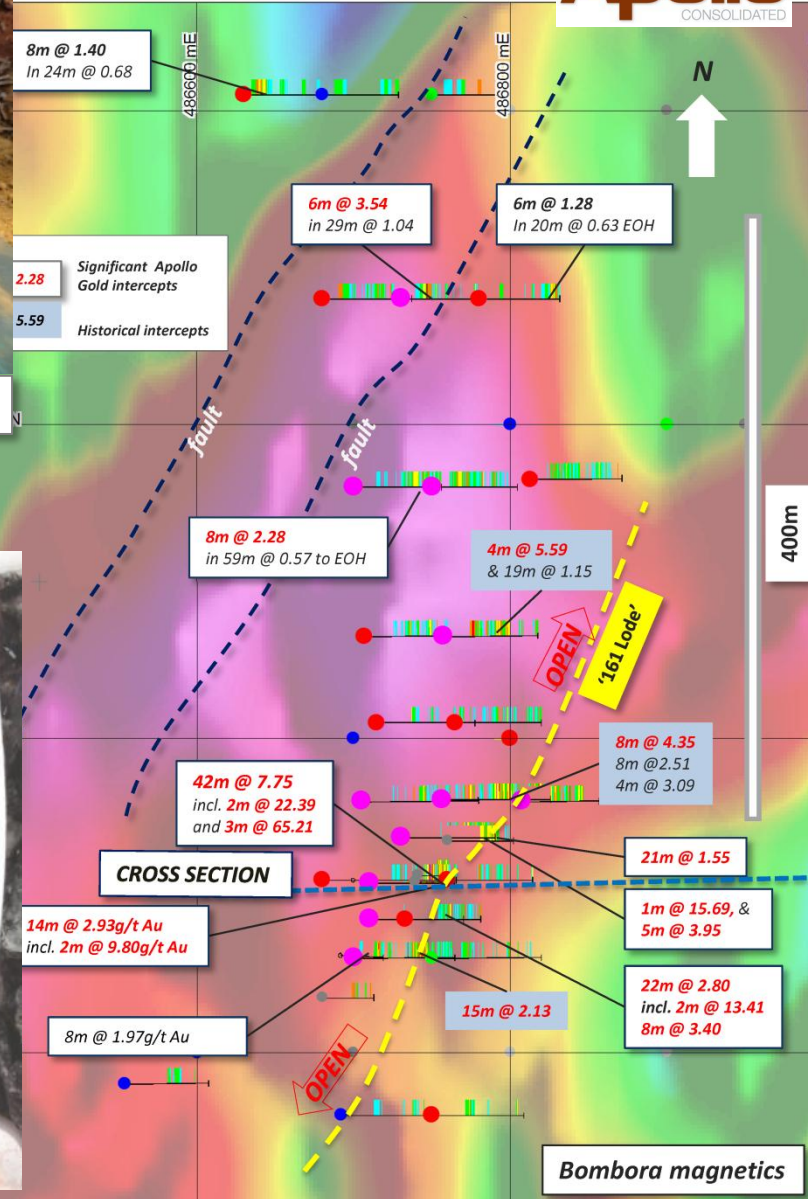 Apollo
CONSOLIDATED
8m @ 1.40
In 24m @ 0.68
486600 mE
486800 mE
N
6m @ 3.54
in 29m @ 1.04
6m @ 1.28
In 20m @ 0.63 EOH
2.28
Significant Apollo
Gold intercepts
5.59
Historical intercepts
N
fault
fault
8m @ 2.28
in 59m @ 0.57 to EOH
4m @ 5.59
& 19m @ 1.15
400m
OPEN
'161 Lode'
8m @ 4.35
8m @2.51
4m @ 3.09
42m @ 7.75
incl. 2m @ 22.39
and 3m @ 65.21
CROSS SECTION
21m @ 1.55
14m @ 2.93g/t Au
incl. 2m @ 9.80g/t Au
1m @ 15.69, &
5m @ 3.95
22m @ 2.80
incl. 2m @ 13.41
8m @ 3.40
15m @ 2.13
8m @ 1.97g/t Au
OPEN
Bombora magnetics